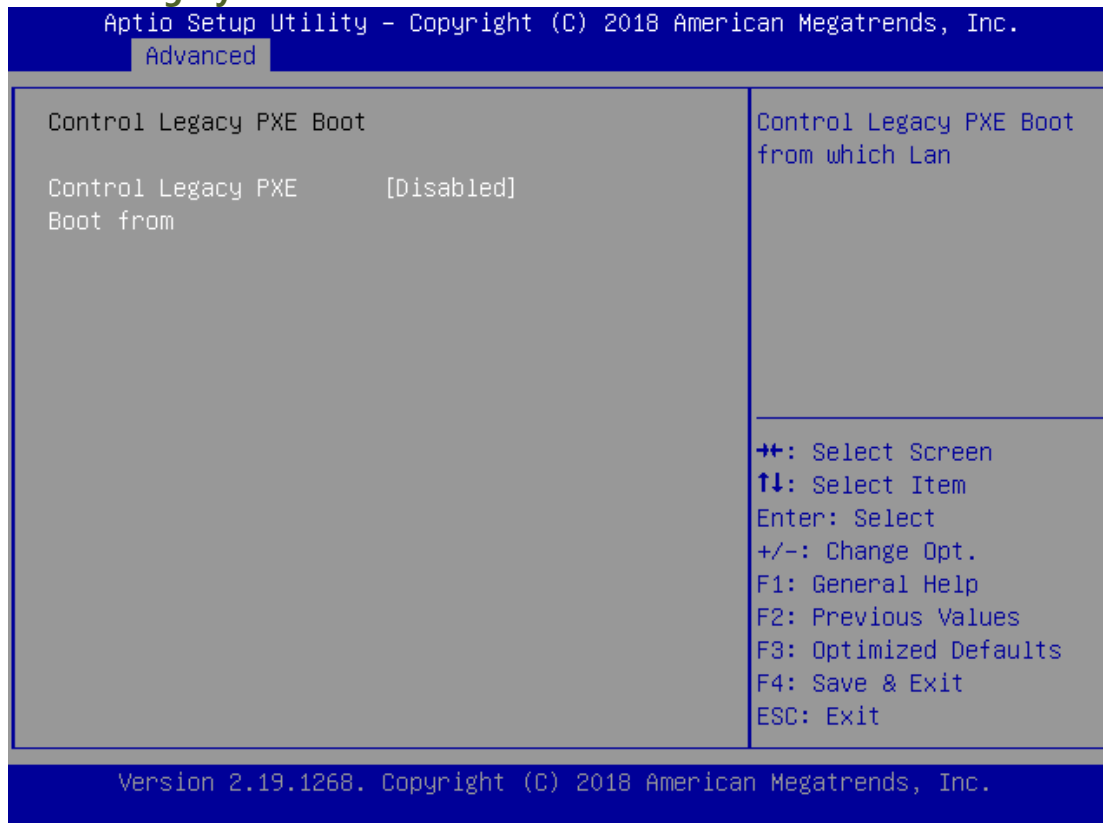 Aptio Setup Utility – Copyright (C) 2018 American Megatrends, Inc.
Advanced
Control Legacy PXE Boot
Control Legacy PXE [Disabled]
Boot from
Control Legacy PXE Boot
from which Lan
→←: Select Screen
↑↓: Select Item
Enter: Select
+/-: Change Opt.
F1: General Help
F2: Previous Values
F3: Optimized Defaults
F4: Save & Exit
ESC: Exit
Version 2.19.1268. Copyright (C) 2018 American Megatrends, Inc.